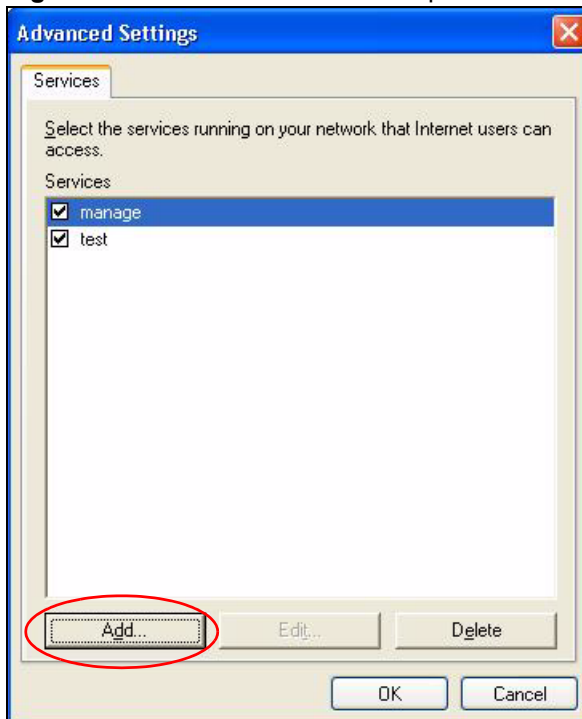 Advanced Settings
Services
Select the services running on your network that Internet users can
access.
Services
manage
test
Add...
Edit...
Delete
OK
Cancel